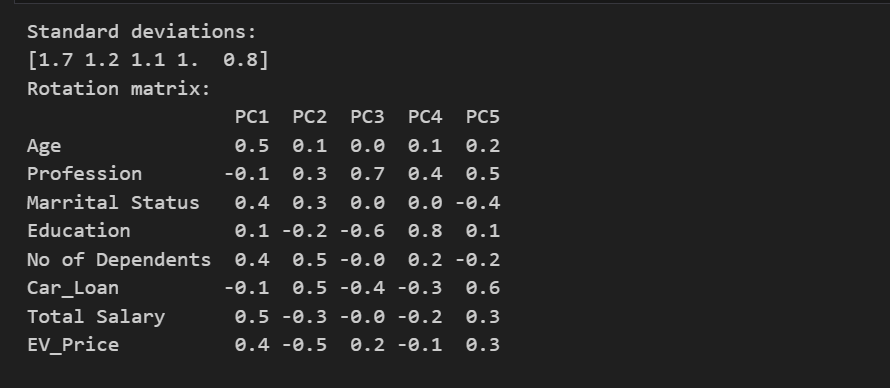 Standard deviations:
[1.7 1.2 1.1 1.  0.8]
Rotation matrix:
                  PC1  PC2  PC3  PC4  PC5
Age               0.5  0.1  0.0  0.1  0.2
Profession       -0.1  0.3  0.7  0.4  0.5
Marrital Status   0.4  0.3  0.0  0.0 -0.4
Education         0.1 -0.2 -0.6  0.8  0.1
No of Dependents  0.4  0.5 -0.0  0.2 -0.2
Car_Loan         -0.1  0.5 -0.4 -0.3  0.6
Total Salary      0.5 -0.3 -0.0 -0.2  0.3
EV_Price          0.4 -0.5  0.2 -0.1  0.3